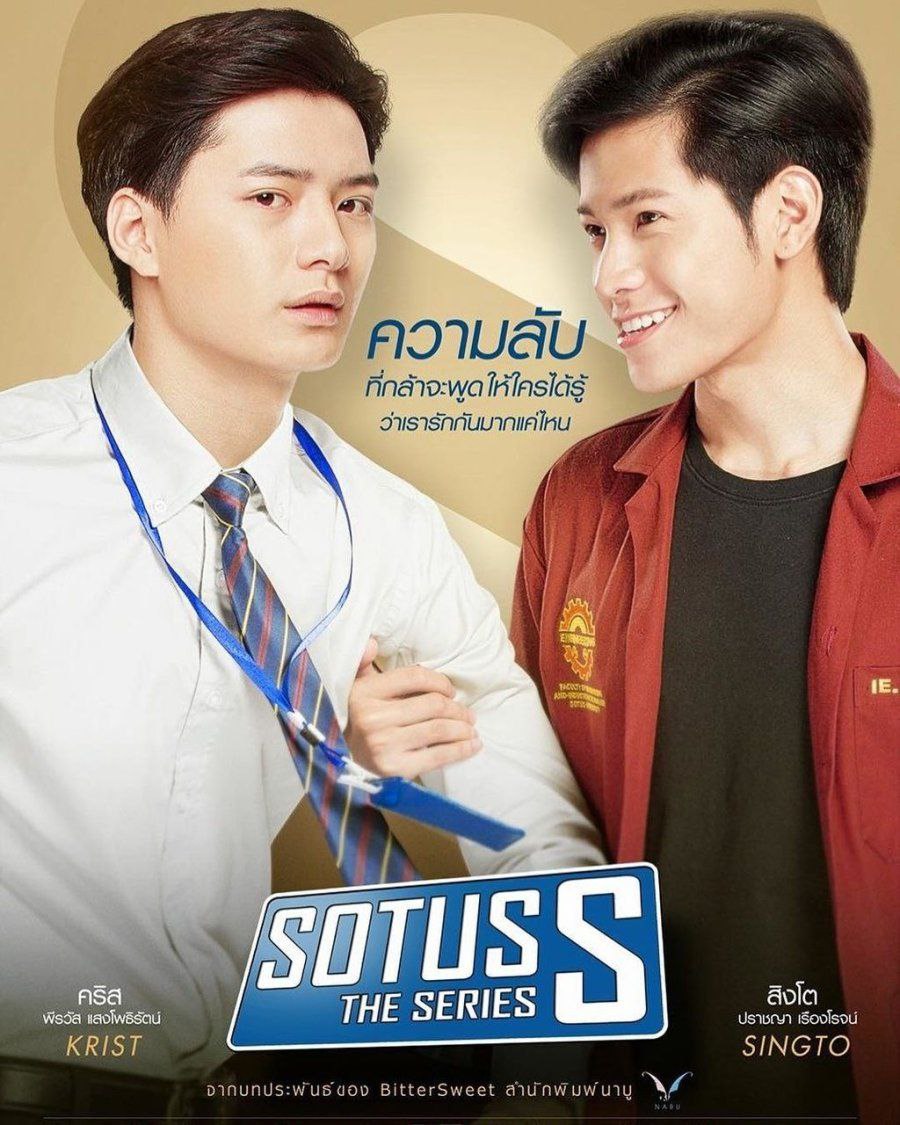 ความลับ
ที่กล้าจะพูดให้ใครได้รู้
ว่าเรารักกันมากแค่ไหน
IE.
SOTUS S
THE SERIES
คริส
พีรวัส แสงโพธิรัตน์
KRIST
สิงโต
ปราชญา เรืองโรจน์
SINGTO
จากบทประพันธ์ของ BitterSweet สำนักพิมพ์นาบู
NABU